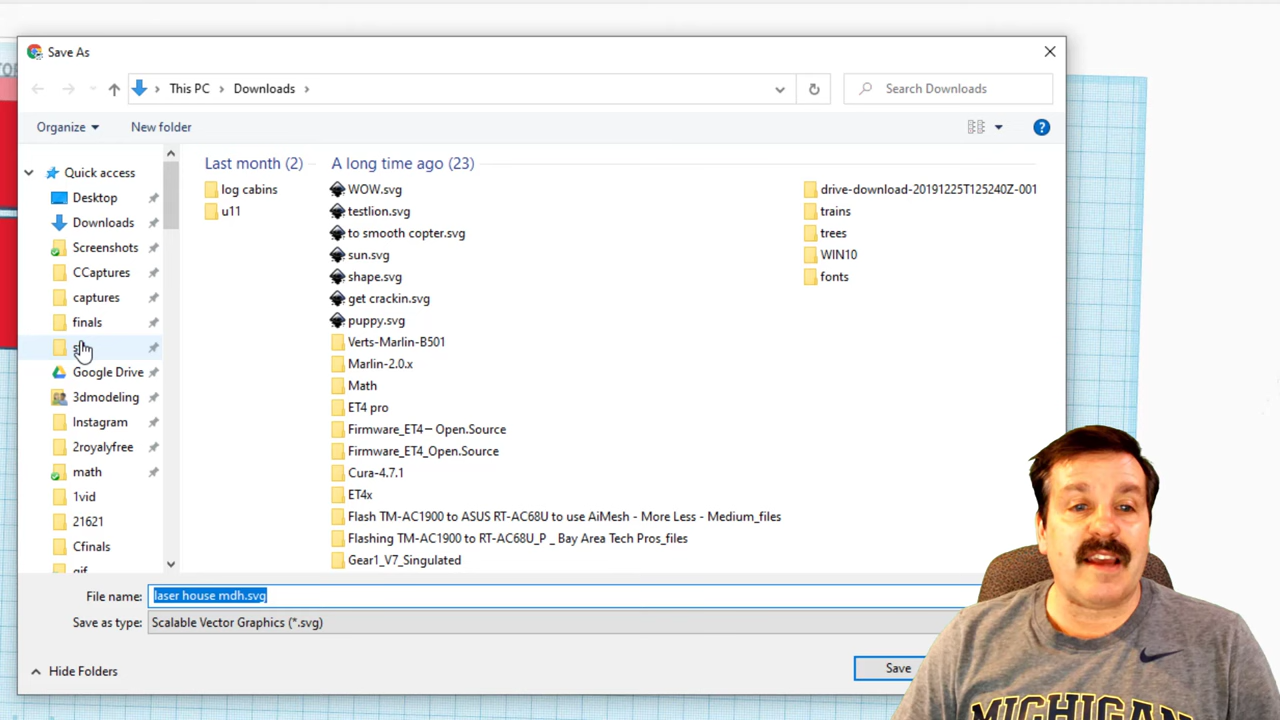 Save As
This PC > Downloads >
Search Downloads
Organize
New folder
Quick access
Desktop
Downloads
Screenshots
CCaptures
captures
finals
Google Drive
3dmodeling
Instagram
2royalyfree
math
1vid
21621
Cfinals
gif
Last month (2)
log cabins
u11
A long time ago (23)
WOW.svg
testlion.svg
to smooth copter.svg
sun.svg
shape.svg
get crackin.svg
puppy.svg
Verts-Marlin-B501
Marlin-2.0.x
Math
ET4 pro
Firmware_ET4–Open.Source
Firmware_ET4_Open.Source
Cura-4.7.1
ET4x
Flash TM-AC1900 to ASUS RT-AC68U to use AiMesh - More Less - Medium_files
Flashing TM-AC1900 to RT-AC68U_P _ Bay Area Tech Pros_files
Gear1_V7_Singulated
drive-download-20191225T125240Z-001
trains
trees
WIN10
fonts
File name: laser house mdh.svg
Save as type: Scalable Vector Graphics (*.svg)
Hide Folders
Save
MICHIGAN